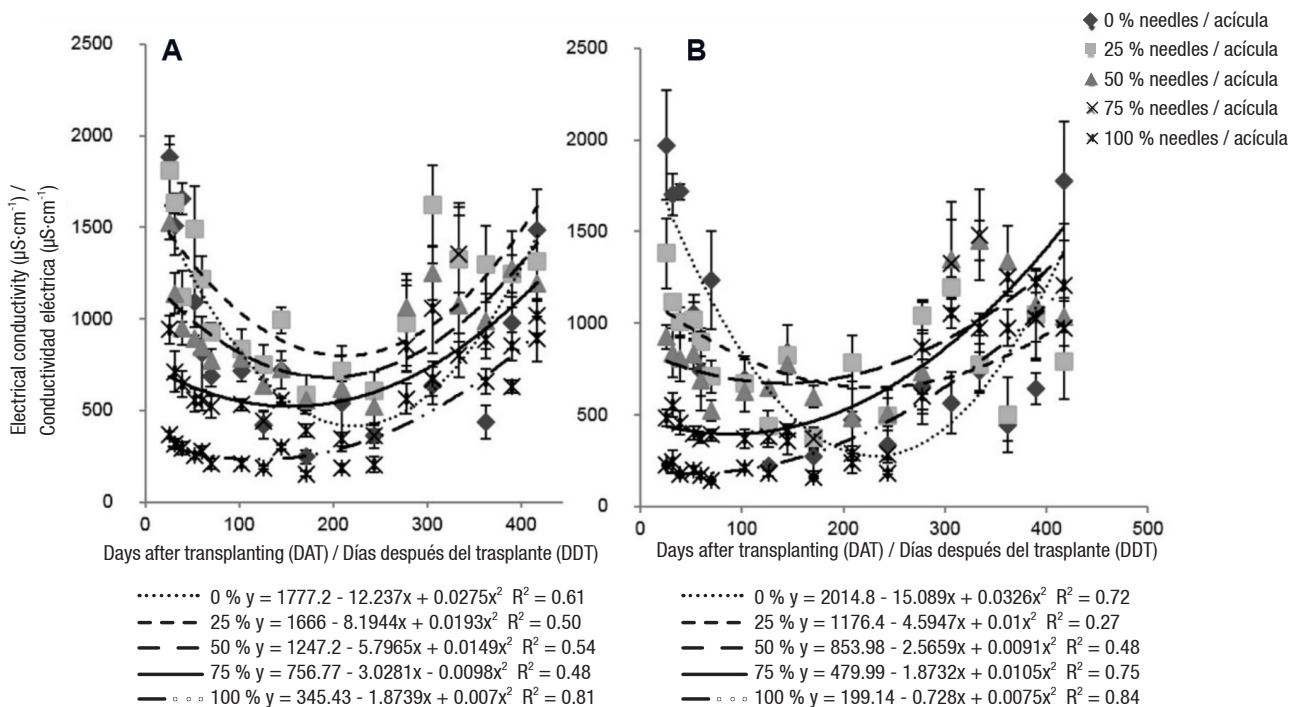 0 % needles / acícula
25 % needles / acícula
50 % needles / acícula
75 % needles / acícula
100 % needles / acícula
Electrical conductivity (µS·cm⁻¹) /
Conductividad eléctrica (µS·cm⁻¹)
A
2500
2000
1500
1000
500
0
0 100 200 300 400
Days after transplanting (DAT) / Días después del trasplante (DDT)
0 % y = 1777.2 - 12.237x + 0.0275x² R² = 0.61
25 % y = 1666 - 8.1944x + 0.0193x² R² = 0.50
50 % y = 1247.2 - 5.7965x + 0.0149x² R² = 0.54
75 % y = 756.77 - 3.0281x - 0.0098x² R² = 0.48
100 % y = 345.43 - 1.8739x + 0.007x² R² = 0.81
B
2500
2000
1500
1000
500
0
0 100 200 300 400 500
Days after transplanting (DAT) / Días después del trasplante (DDT)
0 % y = 2014.8 - 15.089x + 0.0326x² R² = 0.72
25 % y = 1176.4 - 4.5947x + 0.01x² R² = 0.27
50 % y = 853.98 - 2.5659x + 0.0091x² R² = 0.48
75 % y = 479.99 - 1.8732x + 0.0105x² R² = 0.75
100 % y = 199.14 - 0.728x + 0.0075x² R² = 0.84